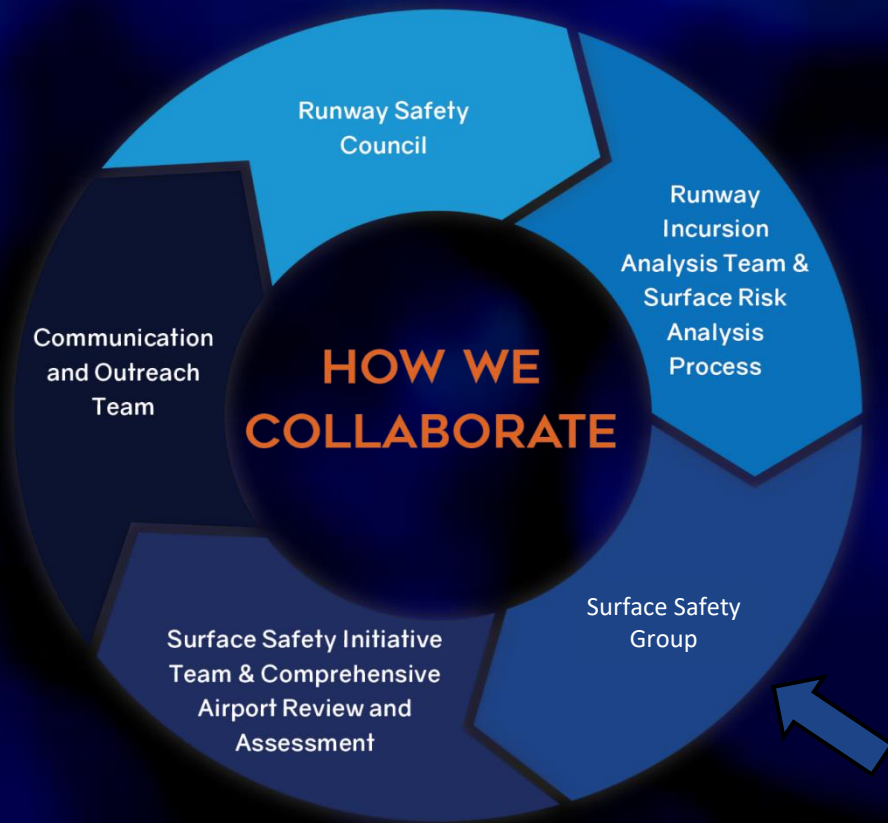 Runway Safety
Council
Runway
Incursion
Analysis Team &
Surface Risk
Analysis
Process
Communication
and Outreach
Team
HOW WE
COLLABORATE
Surface Safety
Group
Surface Safety Initiative
Team & Comprehensive
Airport Review and
Assessment